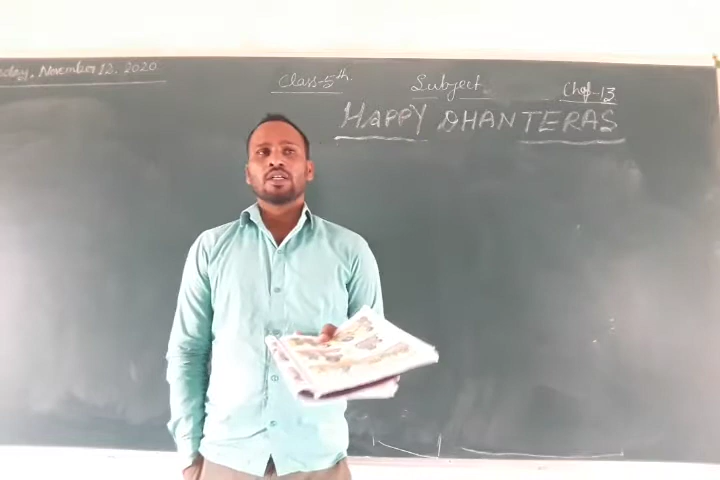 day, November 12. 2020
Class-5th Subject Chap-13
HAPPY DHANTERAS